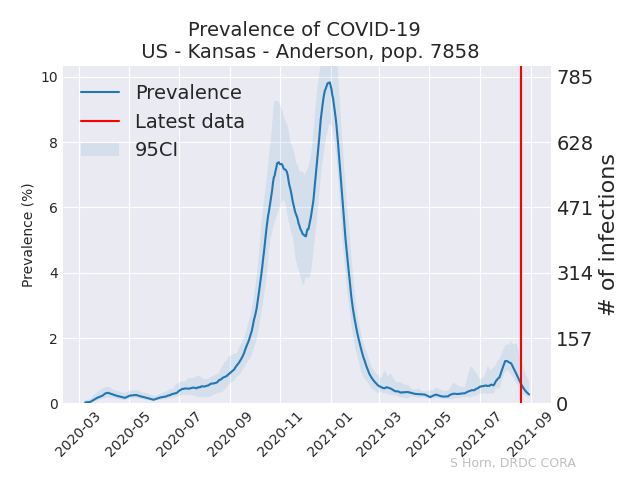 Prevalence of COVID-19
US - Kansas - Anderson, pop. 7858
Prevalence
Latest data
95CI
Prevalence (%)
10
8
6
4
2
0
785
628
471
314
157
0
# of infections
2020-03
2020-05
2020-07
2020-09
2020-11
2021-01
2021-03
2021-05
2021-07
2021-09
S Horn, DRDC CORA